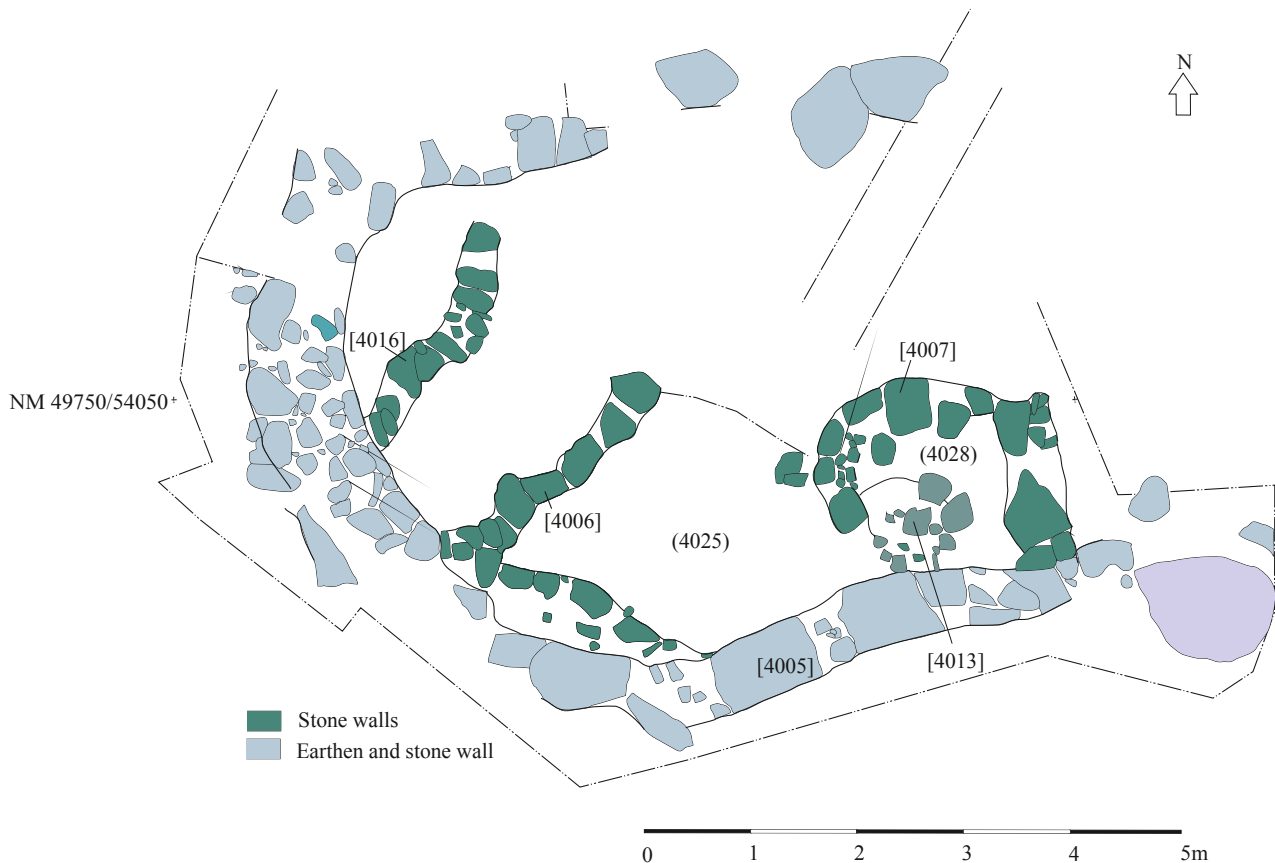 N
[4016]
[4007]
NM 49750/54050
(4028)
[4006]
(4025)
[4005]
[4013]
Stone walls
Earthen and stone wall
0 1 2 3 4 5m